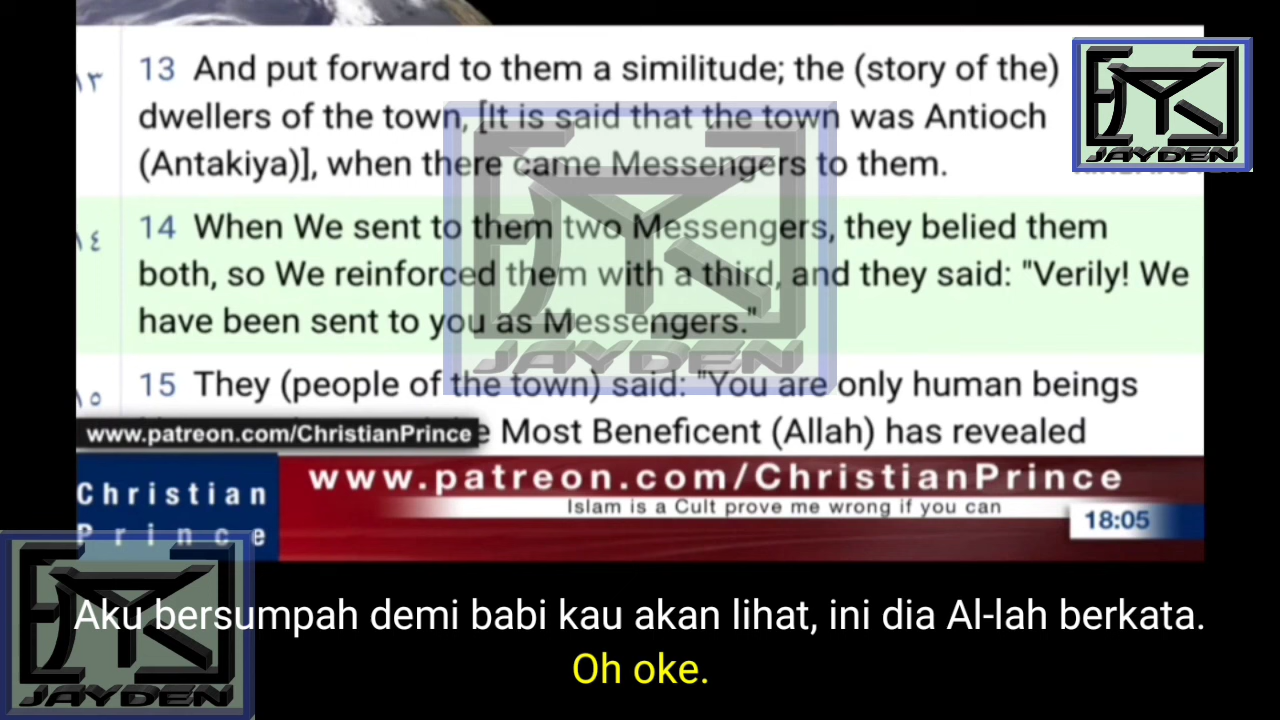 ١٣ 13 And put forward to them a similitude; the (story of the)
dwellers of the town, [It is said that the town was Antioch
(Antakiya)], when there came Messengers to them.
JAYDEN
١٤ 14 When We sent to them two Messengers, they belied them
both, so We reinforced them with a third, and they said: "Verily! We
have been sent to you as Messengers."
JAYDEN
١٥ 15 They (people of the town) said: "You are only human beings
www.patreon.com/ChristianPrince
Most Beneficent (Allah) has revealed
Christian
Prince
www.patreon.com/ChristianPrince
Islam is a Cult prove me wrong if you can
18:05
Aku bersumpah demi babi kau akan lihat, ini dia Al-lah berkata.
Oh oke.
JAYDEN